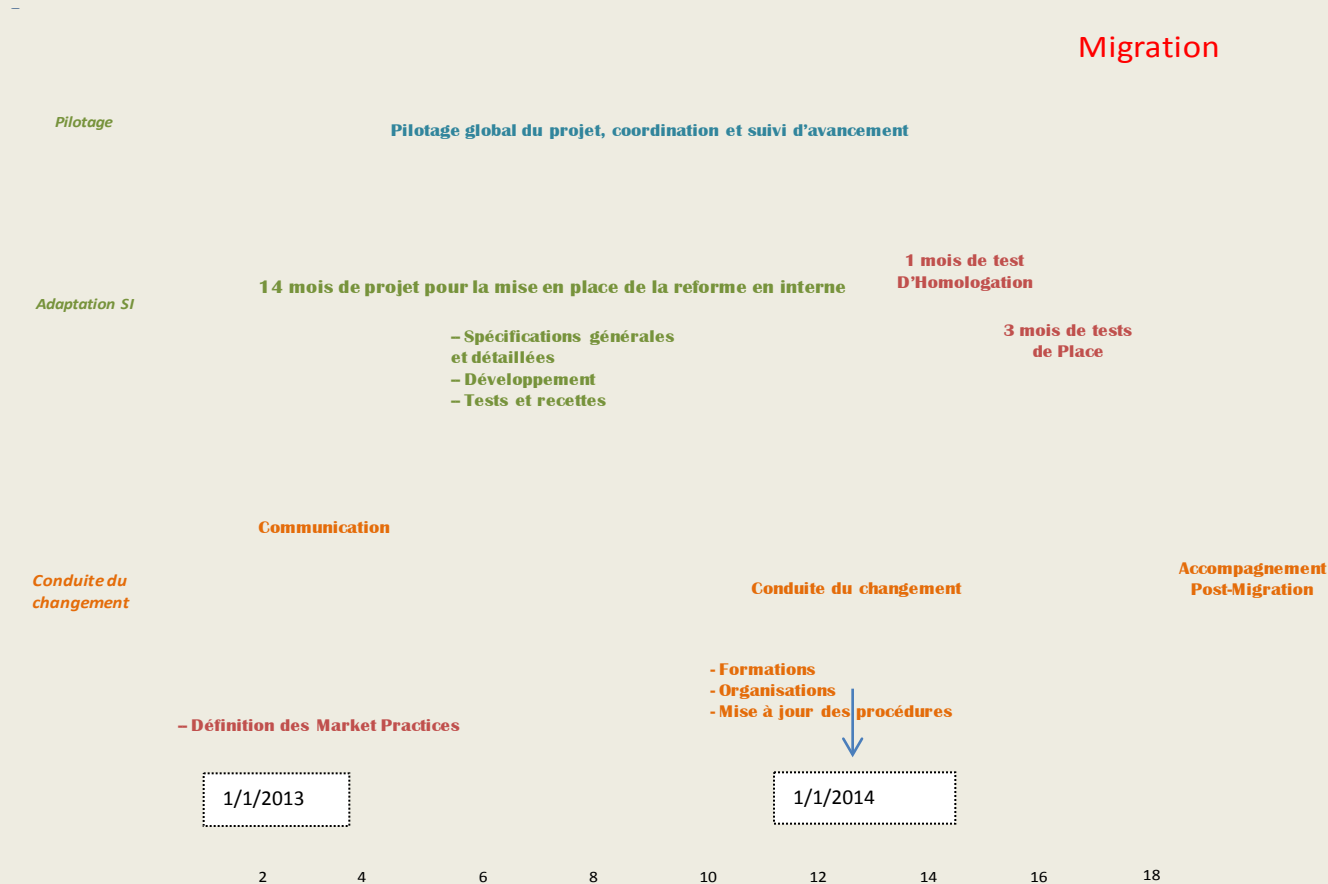 Migration
Pilotage
Pilotage global du projet, coordination et suivi d’avancement
1 mois de test
D’Homologation
14 mois de projet pour la mise en place de la reforme en interne
Adaptation SI
– Spécifications générales
et détaillées
– Développement
– Tests et recettes
3 mois de tests
de Place
Communication
Conduite du
changement
Conduite du changement
Accompagnement
Post-Migration
- Formations
- Organisations
- Mise à jour des procédures
– Définition des Market Practices
1/1/2013
1/1/2014
2 4 6 8 10 12 14 16 18